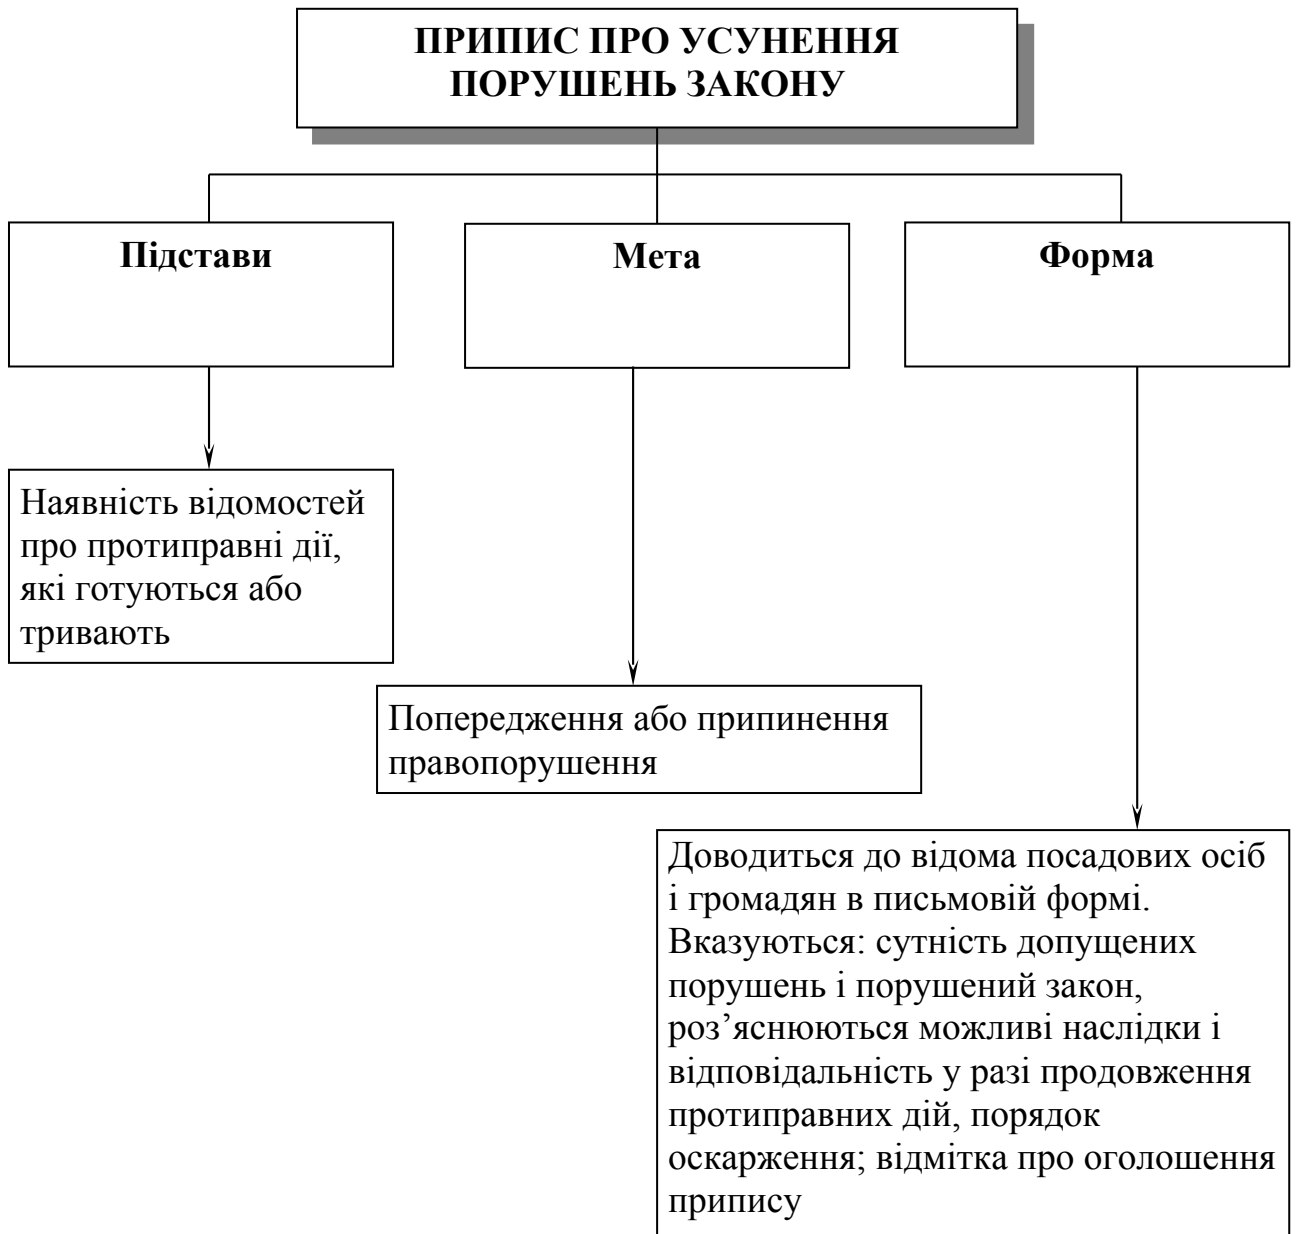 ПРИПИС ПРО УСУНЕННЯ
ПОРУШЕНЬ ЗАКОНУ
Підстави
Мета
Форма
Наявність відомостей
про протиправні дії,
які готуються або
тривають
Попередження або припинення
правопорушення
Доводиться до відома посадових осіб
і громадян в письмовій формі.
Вказуються: сутність допущених
порушень і порушений закон,
роз’яснюються можливі наслідки і
відповідальність у разі продовження
протиправних дій, порядок
оскарження; відмітка про оголошення
припису